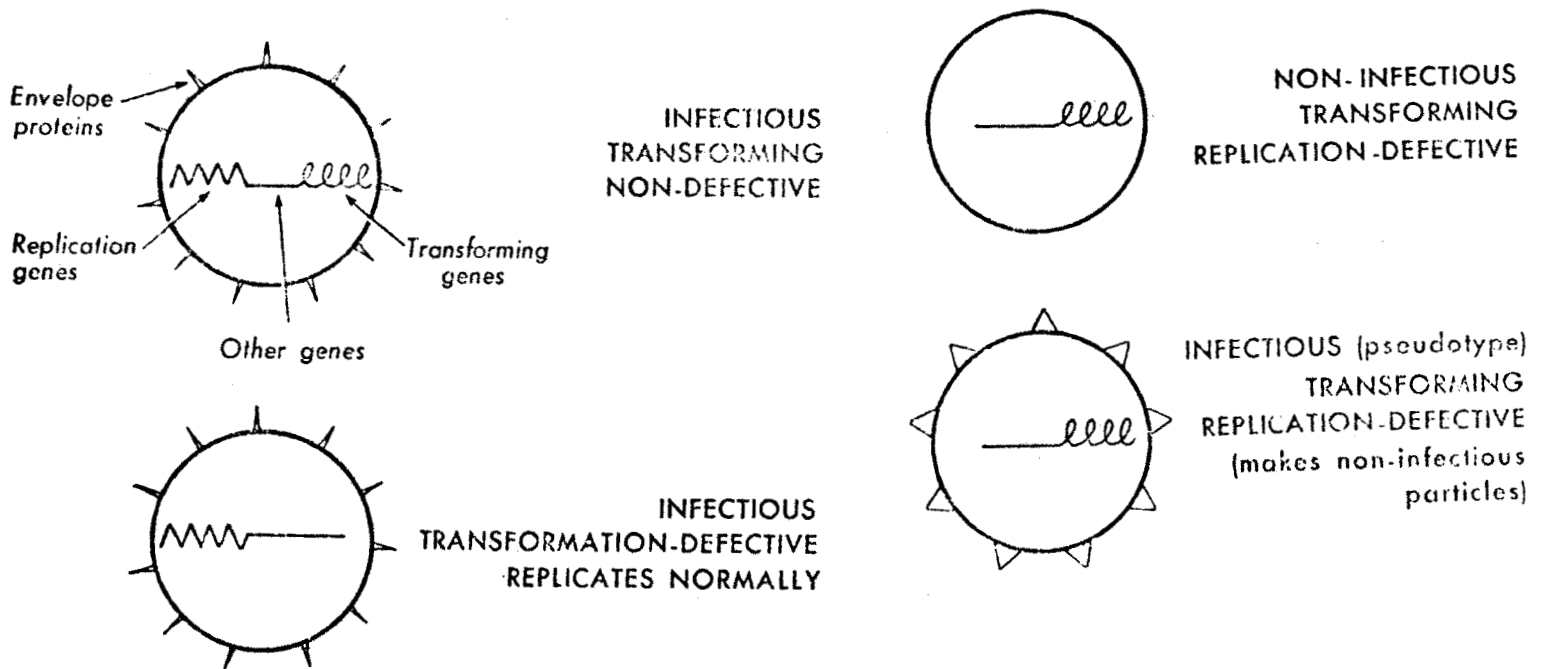 Envelope
proteins
Replication
genes
Transforming
genes
Other genes
INFECTIOUS
TRANSFORMING
NON-DEFECTIVE
INFECTIOUS
TRANSFORMATION-DEFECTIVE
REPLICATES NORMALLY
NON-INFECTIOUS
TRANSFORMING
REPLICATION-DEFECTIVE
INFECTIOUS (pseudotype)
TRANSFORMING
REPLICATION-DEFECTIVE
(makes non-infectious
particles)